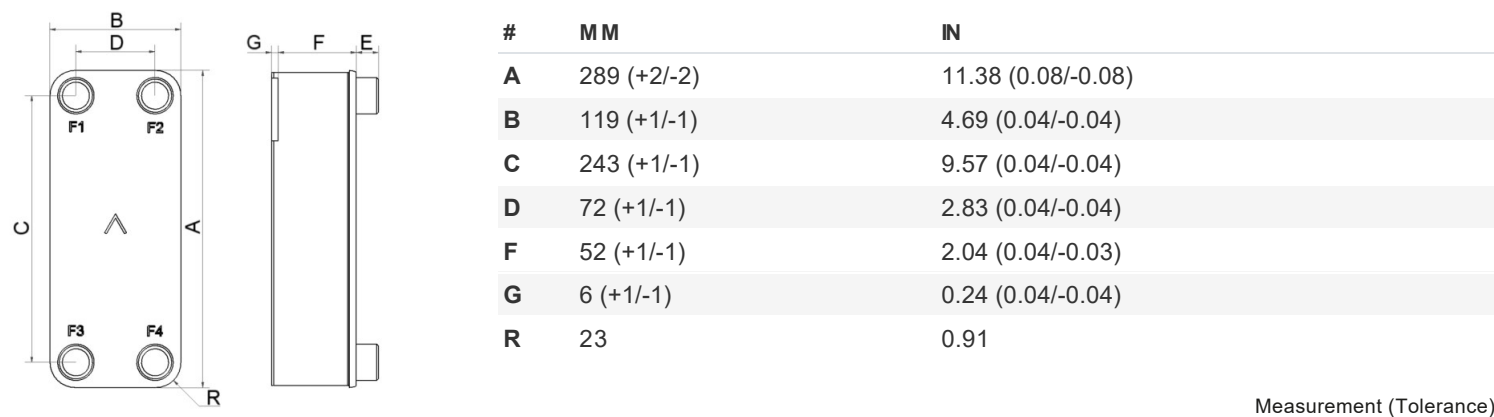 B
D
G F E
F1 F2
C
A
F3 F4
R
# MM IN
A 289 (+2/-2) 11.38 (0.08/-0.08)
B 119 (+1/-1) 4.69 (0.04/-0.04)
C 243 (+1/-1) 9.57 (0.04/-0.04)
D 72 (+1/-1) 2.83 (0.04/-0.04)
F 52 (+1/-1) 2.04 (0.04/-0.03)
G 6 (+1/-1) 0.24 (0.04/-0.04)
R 23 0.91
Measurement (Tolerance)